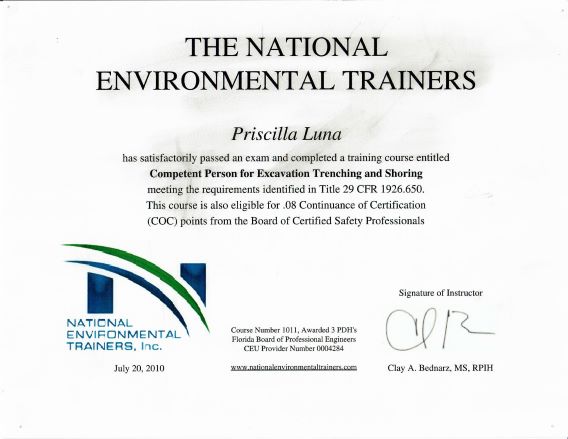 THE NATIONAL
ENVIRONMENTAL TRAINERS
Priscilla Luna
has satisfactorily passed an exam and completed a training course entitled
Competent Person for Excavation Trenching and Shoring
meeting the requirements identified in Title 29 CFR 1926.650.
This course is also eligible for .08 Continuance of Certification
(COC) points from the Board of Certified Safety Professionals
NATIONAL
ENVIRONMENTAL
TRAINERS, Inc.
July 20, 2010
Course Number 1011, Awarded 3 PDH's
Florida Board of Professional Engineers
CEU Provider Number 0004284
www.nationalenvironmentaltrainers.com
Signature of Instructor
Clay A. Bednarz, MS, RPIH